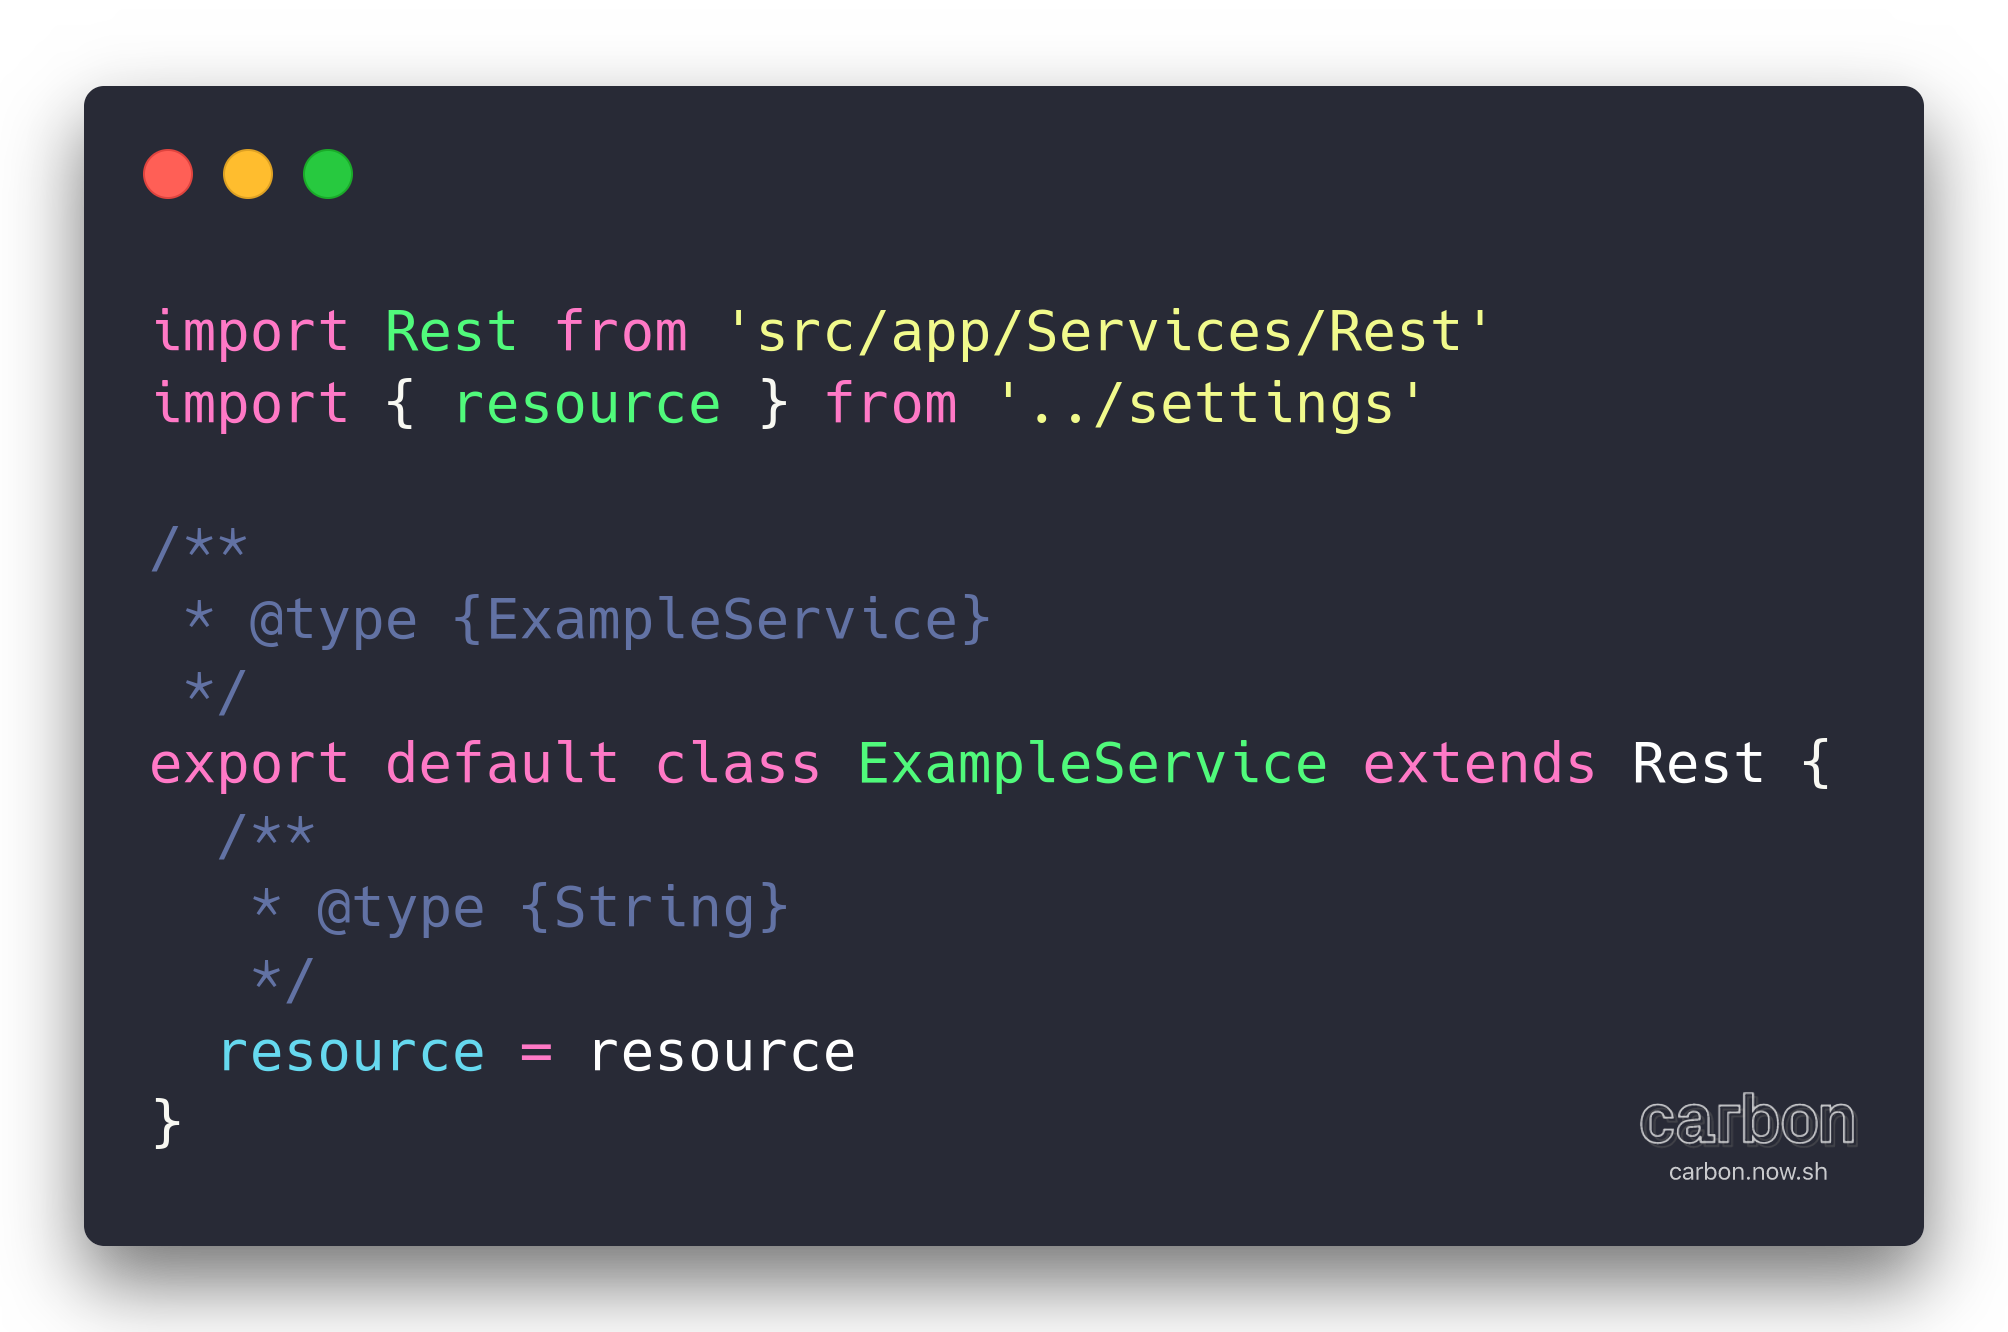 import Rest from 'src/app/Services/Rest'
import { resource } from '../settings'

/**
 * @type {ExampleService}
 */
export default class ExampleService extends Rest {
  /**
   * @type {String}
   */
  resource = resource
}
carbon
carbon.now.sh